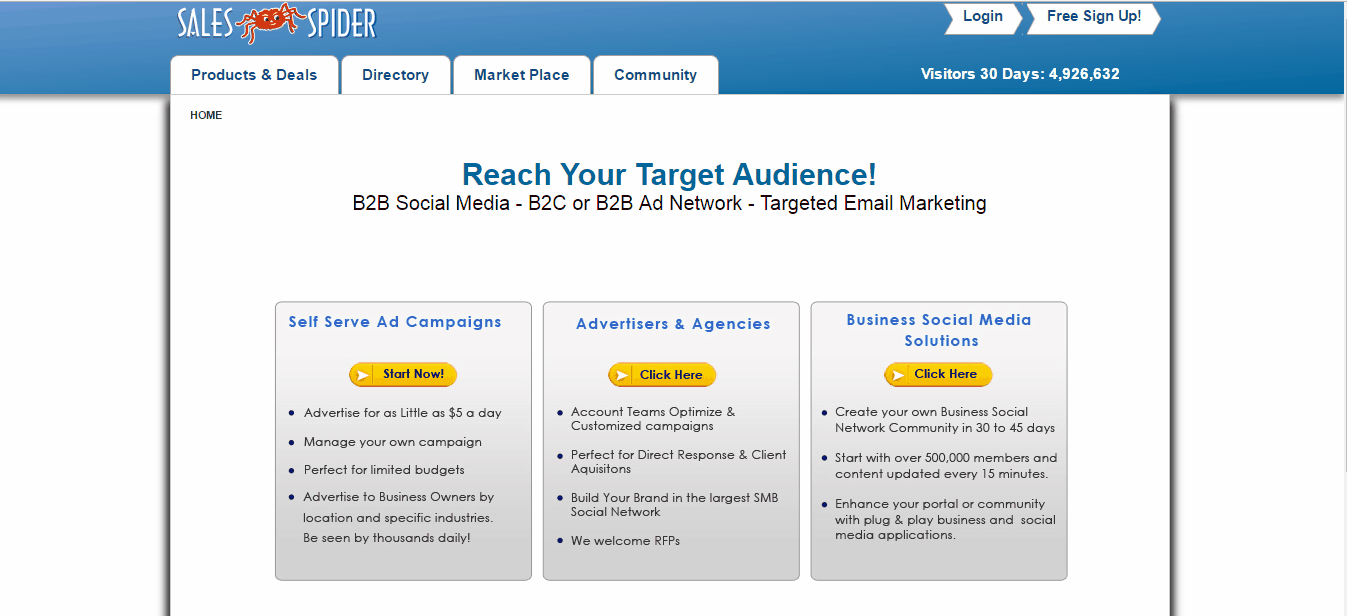 SALES SPIDER
Login
Free Sign Up!
Products & Deals
Directory
Market Place
Community
Visitors 30 Days: 4,926,632
HOME
Reach Your Target Audience!
B2B Social Media - B2C or B2B Ad Network - Targeted Email Marketing
Self Serve Ad Campaigns
Start Now!
• Advertise for as Little as $5 a day
• Manage your own campaign
• Perfect for limited budgets
• Advertise to Business Owners by
location and specific industries.
Be seen by thousands daily!
Advertisers & Agencies
Click Here
• Account Teams Optimize &
Customized campaigns
• Perfect for Direct Response & Client
Aquisitons
• Build Your Brand in the largest SMB
Social Network
• We welcome RFPs
Business Social Media
Solutions
Click Here
• Create your own Business Social
Network Community in 30 to 45 days
• Start with over 500,000 members and
content updated every 15 minutes.
• Enhance your portal or community
with plug & play business and social
media applications.